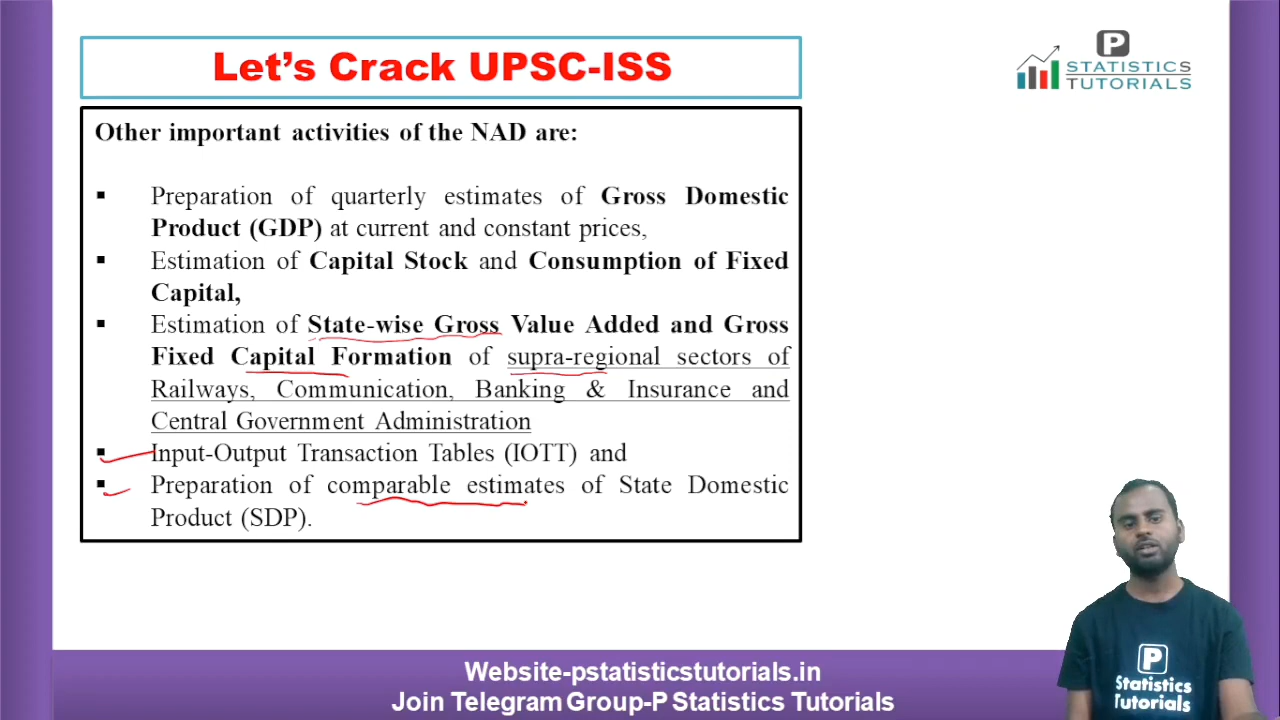 Let's Crack UPSC-ISS
P
STATISTICS
TUTORIALS
Other important activities of the NAD are:
▪ Preparation of quarterly estimates of Gross Domestic
Product (GDP) at current and constant prices,
▪ Estimation of Capital Stock and Consumption of Fixed
Capital,
▪ Estimation of State-wise Gross Value Added and Gross
Fixed Capital Formation of supra-regional sectors of
Railways, Communication, Banking & Insurance and
Central Government Administration
▪ Input-Output Transaction Tables (IOTT) and
▪ Preparation of comparable estimates of State Domestic
Product (SDP).
P
Statistics
Tutorials
Website-pstatisticstutorials.in
Join Telegram Group-P Statistics Tutorials